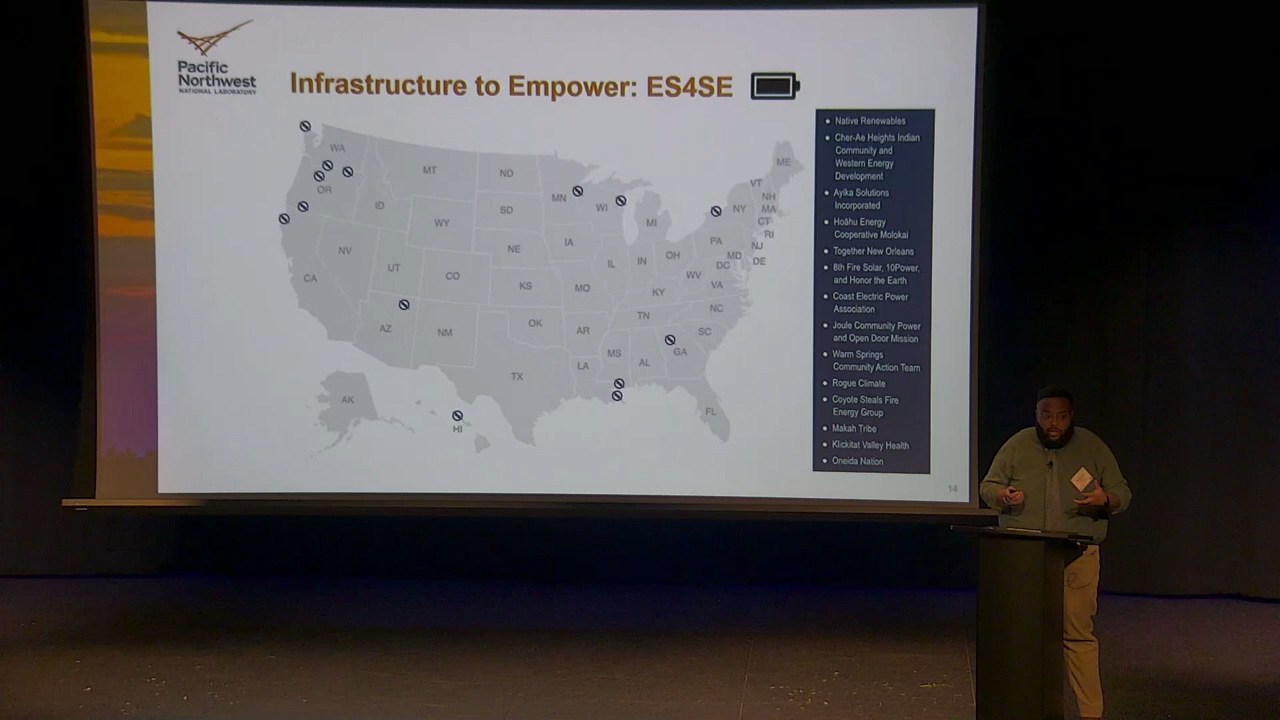 Pacific
Northwest
NATIONAL LABORATORY
Infrastructure to Empower: ES4SE
WA
MT
ND
ME
OR
ID
MN
WI
VT
NH
NY
MA
SD
WY
MI
CT
RI
NV
NE
IA
PA
NJ
UT
CO
IL
IN
OH
MD
DE
DC
CA
WV
KS
MO
VA
KY
NC
AZ
NM
OK
AR
TN
SC
MS
AL
GA
LA
TX
AK
FL
HI
Native Renewables
Cher-Ae Heights Indian
Community and
Western Energy
Development
Ayika Solutions
Incorporated
Hoāhu Energy
Cooperative Molokai
Together New Orleans
8th Fire Solar, 10Power,
and Honor the Earth
Coast Electric Power
Association
Joule Community Power
and Open Door Mission
Warm Springs
Community Action Team
Rogue Climate
Coyote Steals Fire
Energy Group
Makah Tribe
Klickitat Valley Health
Oneida Nation
14